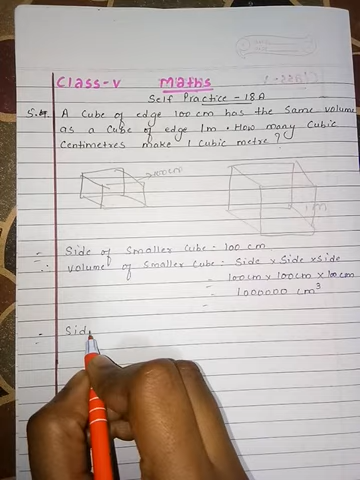 Class-V Maths
Self Practice - 18A
A Cube of edge 100 cm has the same volume
as a Cube of edge 1m. How many Cubic
Centimetres make 1 Cubic metre?
100cm
1m
Side of Smaller Cube = 100 cm
∴ Volume of Smaller Cube = Side x Side x Side
= 100cm x 100cm x 100cm
= 1000000 cm³
=
Sid